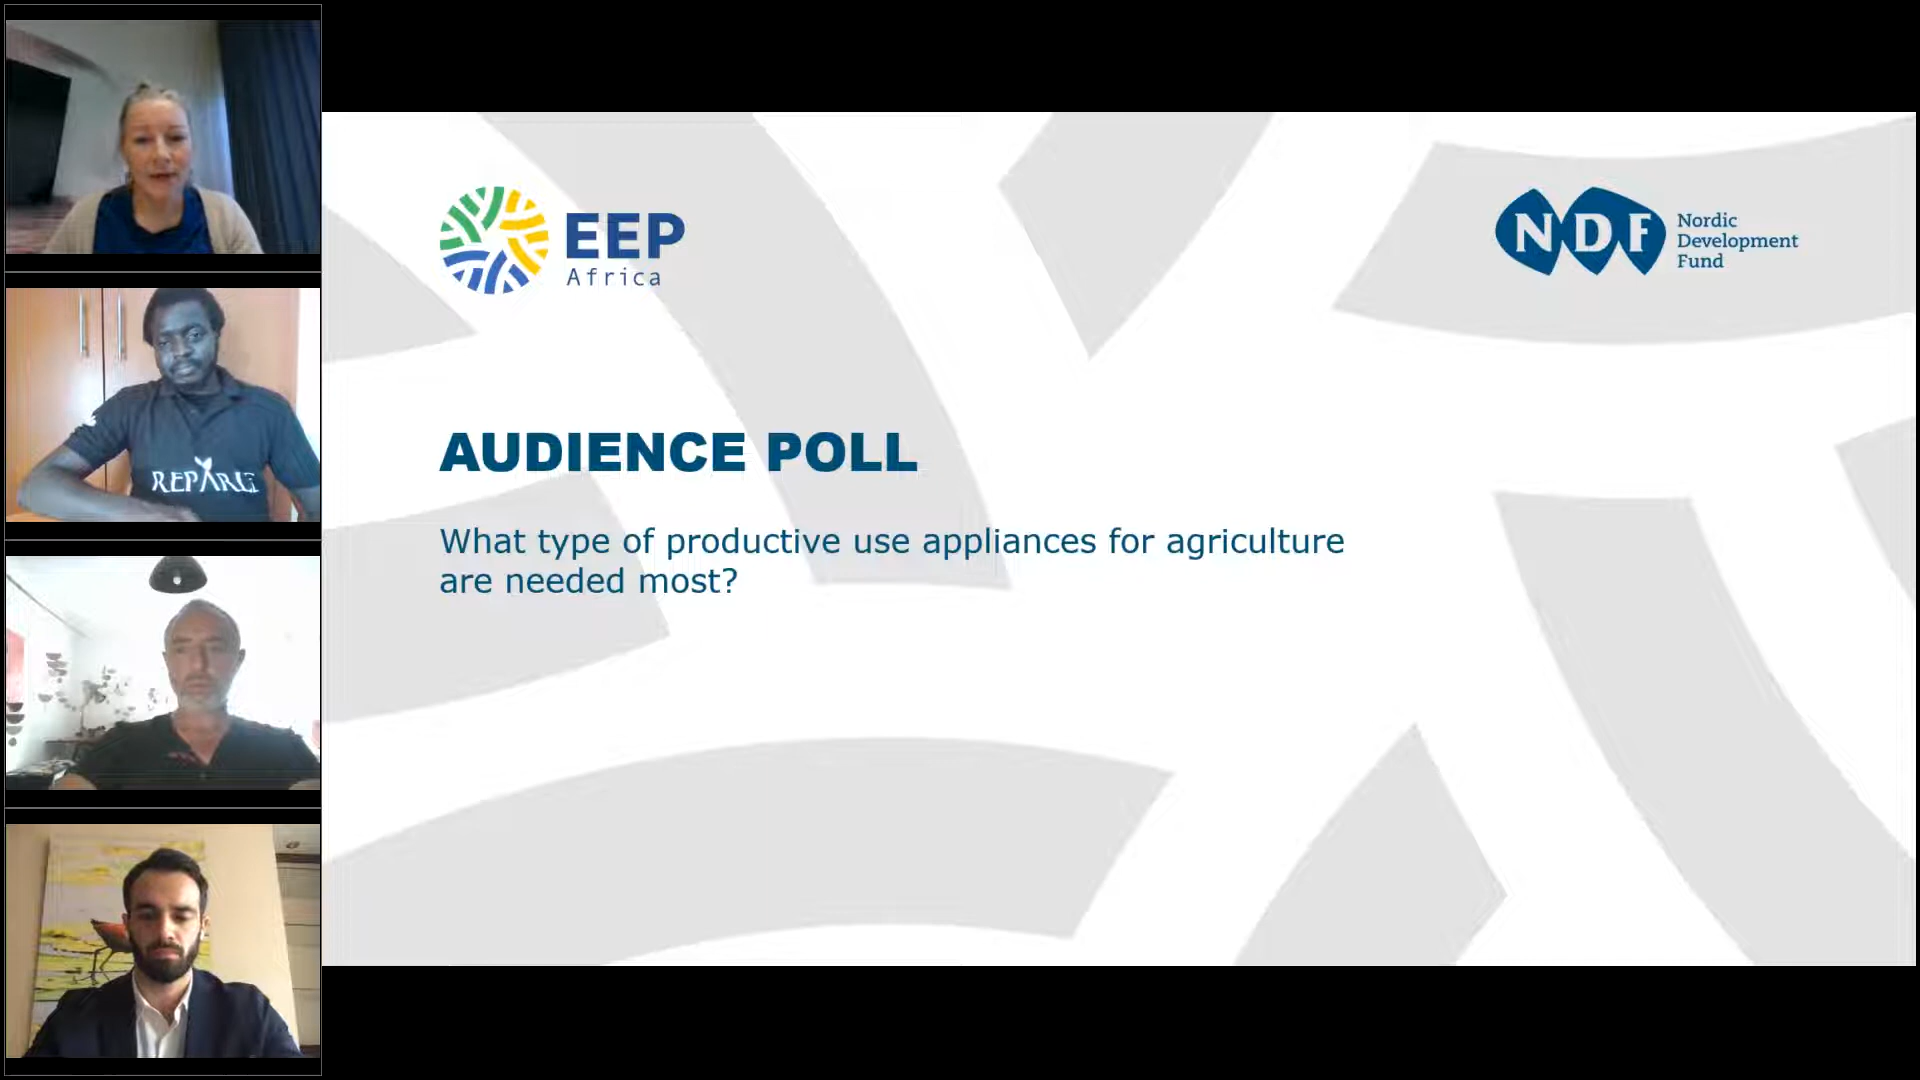 EEP
Africa
NDF
Nordic
Development
Fund
REPARLE
AUDIENCE POLL
What type of productive use appliances for agriculture
are needed most?